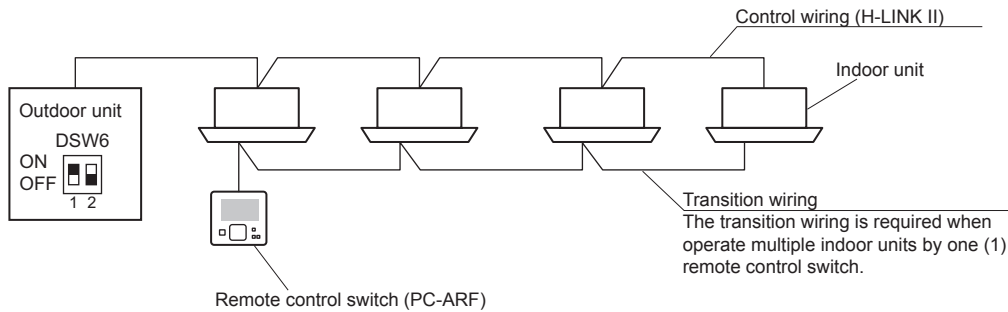 Control wiring (H-LINK II)
Indoor unit
Outdoor unit
DSW6
ON
OFF
1 2
Transition wiring
The transition wiring is required when
operate multiple indoor units by one (1)
remote control switch.
Remote control switch (PC-ARF)